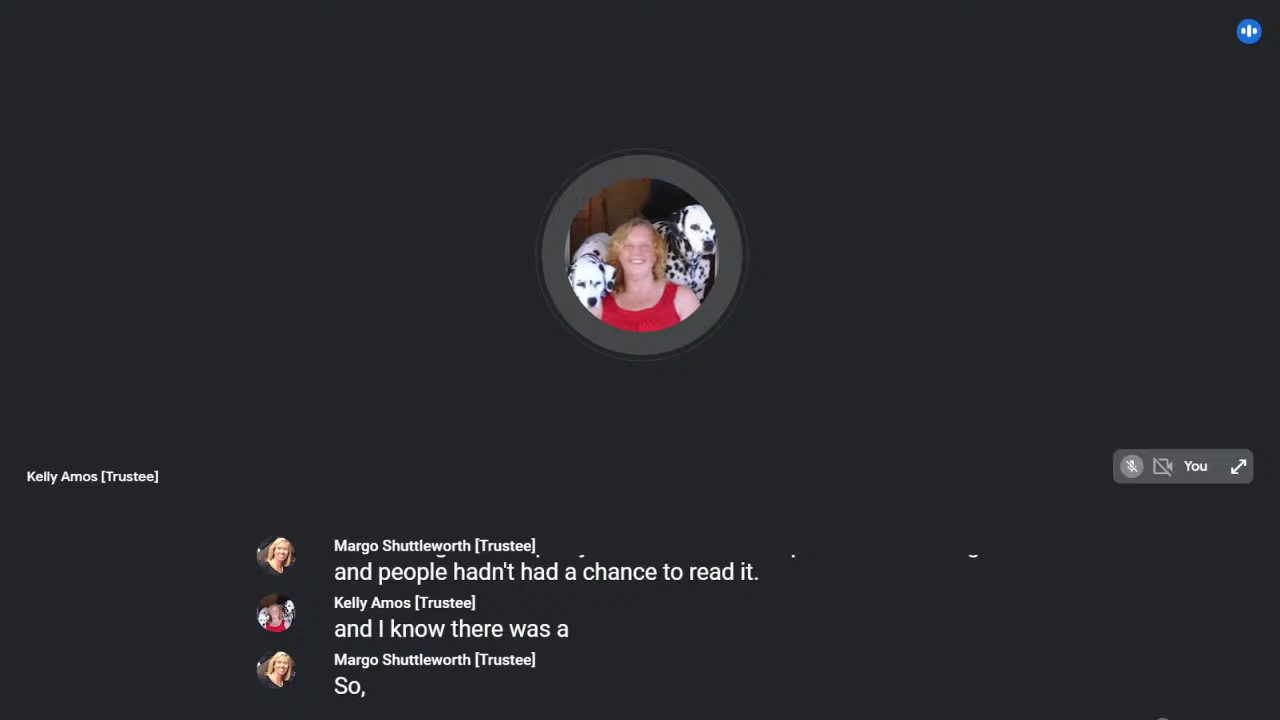 Kelly Amos [Trustee]
You
Margo Shuttleworth [Trustee]
and people hadn't had a chance to read it.
Kelly Amos [Trustee]
and I know there was a
Margo Shuttleworth [Trustee]
So,